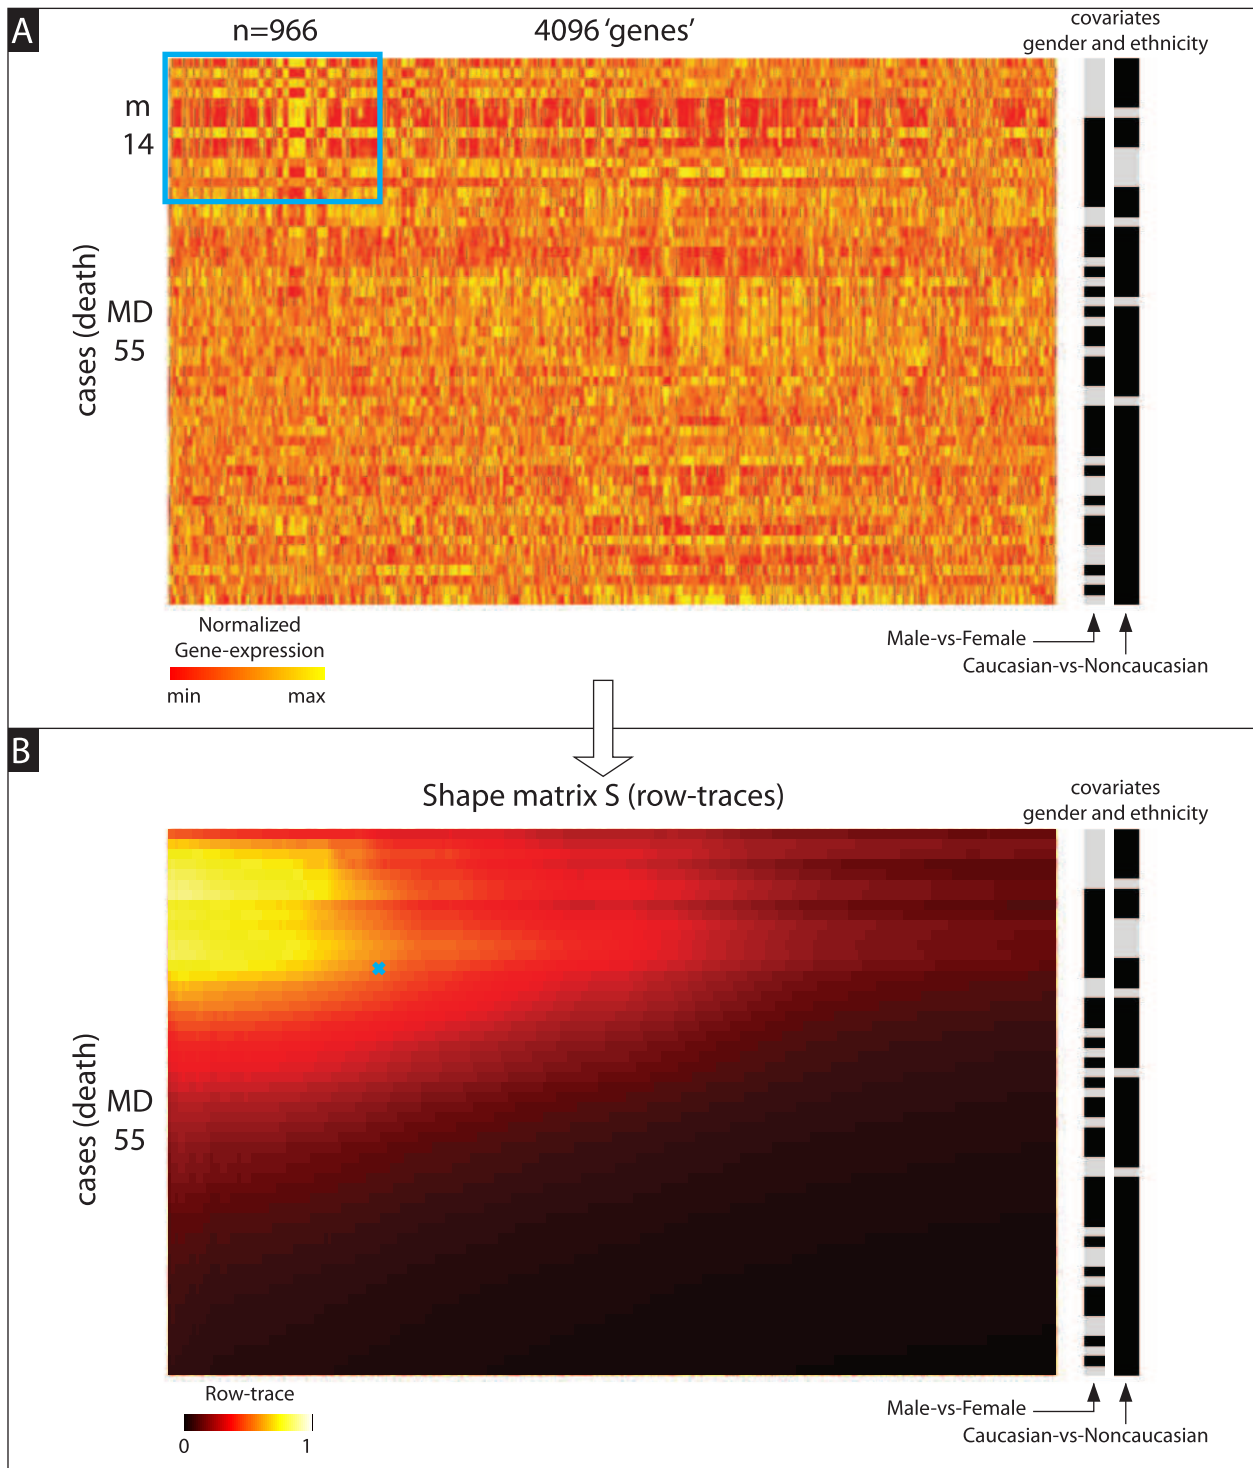 A
n=966
4096 ‘genes’
covariates
gender and ethnicity
m
14
cases (death)
MD
55
Normalized
Gene-expression
min
max
Male-vs-Female
Caucasian-vs-Noncaucasian
B
Shape matrix S (row-traces)
covariates
gender and ethnicity
cases (death)
MD
55
Row-trace
0
1
Male-vs-Female
Caucasian-vs-Noncaucasian